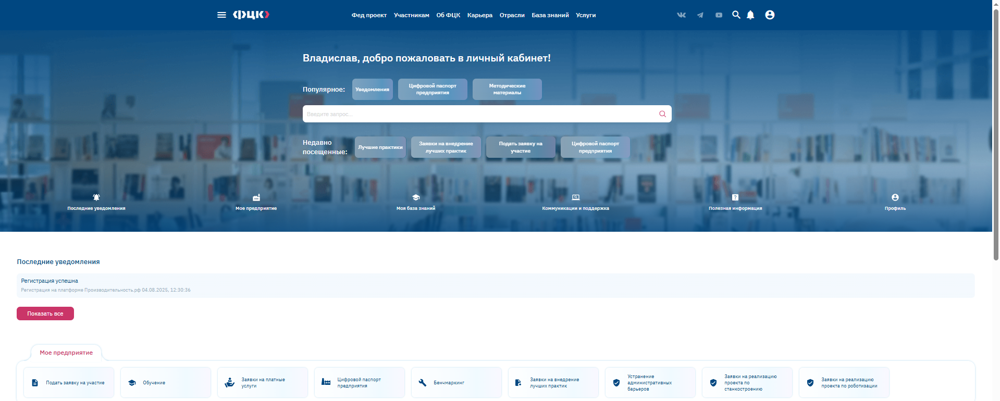 ФЦК
Фед проект Участникам Об ФЦК Карьера Отрасли База знаний Услуги
Владислав, добро пожаловать в личный кабинет!
Популярное:
Уведомления
Цифровой паспорт
предприятия
Методические
материалы
Введите запрос...
Недавно
посещенные:
Лучшие практики
Заявки на внедрение
лучших практик
Подать заявку на
участие
Цифровой паспорт
предприятия
Последние уведомления
Мое предприятие
Моя база знаний
Коммуникации и поддержка
Полезная информация
Профиль
Последние уведомления
Регистрация успешна
Регистрация на платформе Производительность.рф 04.08.2025, 12:30:36
Показать все
Мое предприятие
Подать заявку на участие
Обучение
Заявки на платные
услуги
Цифровой паспорт
предприятия
Бенчмаркинг
Заявки на внедрение
лучших практик
Устранение
административных
барьеров
Заявки на реализацию
проекта по
станкостроению
Заявки на реализацию
проекта по роботизации